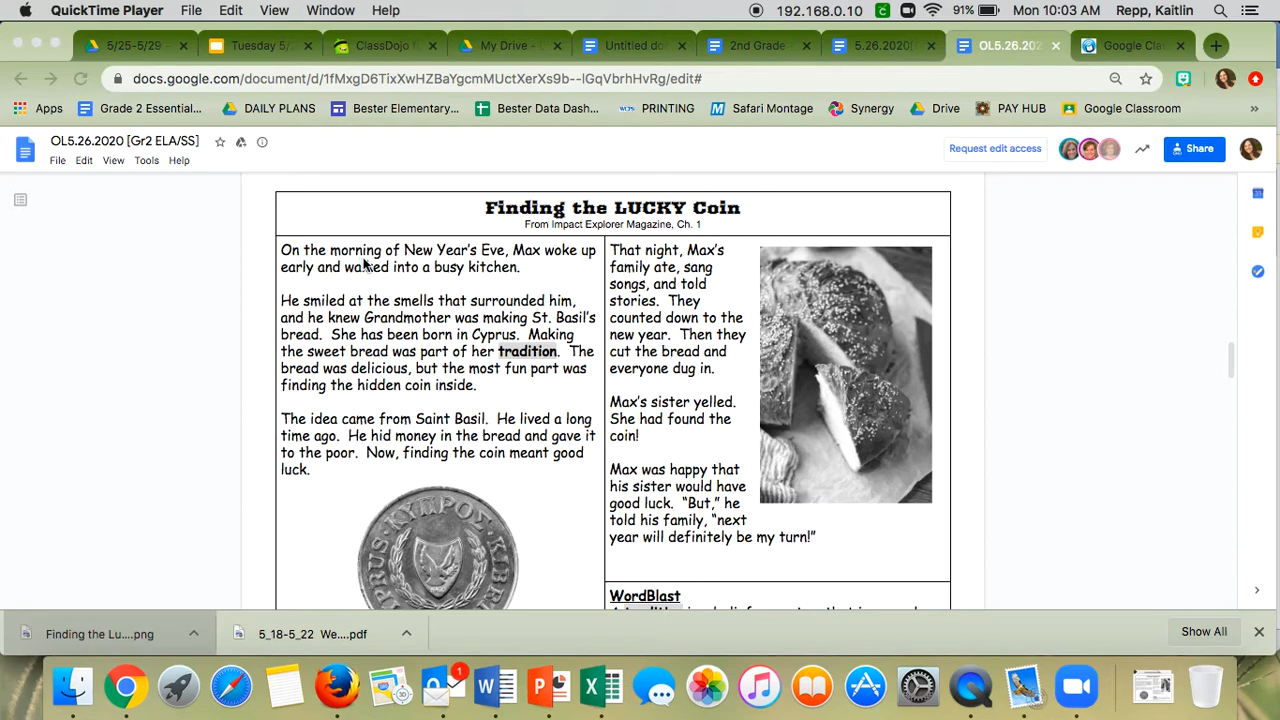 QuickTime Player File Edit View Window Help 192.168.0.10 91% Mon 10:03 AM Repp, Kaitlin
5/25-5/29 – Tuesday 5/ ClassDojo f My Drive - G Untitled do 2nd Grade - 5.26.2020 OL5.26.202 Google Cla
docs.google.com/document/d/1fMxgD6TixXwHZBaYgcmMUctXerXs9b--lGqVbrhHvRg/edit#
Apps Grade 2 Essential... DAILY PLANS Bester Elementary... Bester Data Dash... PRINTING Safari Montage Synergy Drive PAY HUB Google Classroom »
OL5.26.2020 [Gr2 ELA/SS]
File Edit View Tools Help
Request edit access
Share
Finding the LUCKY Coin
From Impact Explorer Magazine, Ch. 1
On the morning of New Year's Eve, Max woke up
early and walked into a busy kitchen.
He smiled at the smells that surrounded him,
and he knew Grandmother was making St. Basil's
bread. She has been born in Cyprus. Making
the sweet bread was part of her tradition. The
bread was delicious, but the most fun part was
finding the hidden coin inside.
The idea came from Saint Basil. He lived a long
time ago. He hid money in the bread and gave it
to the poor. Now, finding the coin meant good
luck.
ΚΥΠΡΟΣ
That night, Max's
family ate, sang
songs, and told
stories. They
counted down to the
new year. Then they
cut the bread and
everyone dug in.
Max's sister yelled.
She had found the
coin!
Max was happy that
his sister would have
good luck. "But," he
told his family, "next
year will definitely be my turn!"
WordBlast
Finding the Lu....png
5_18-5_22 We....pdf
Show All